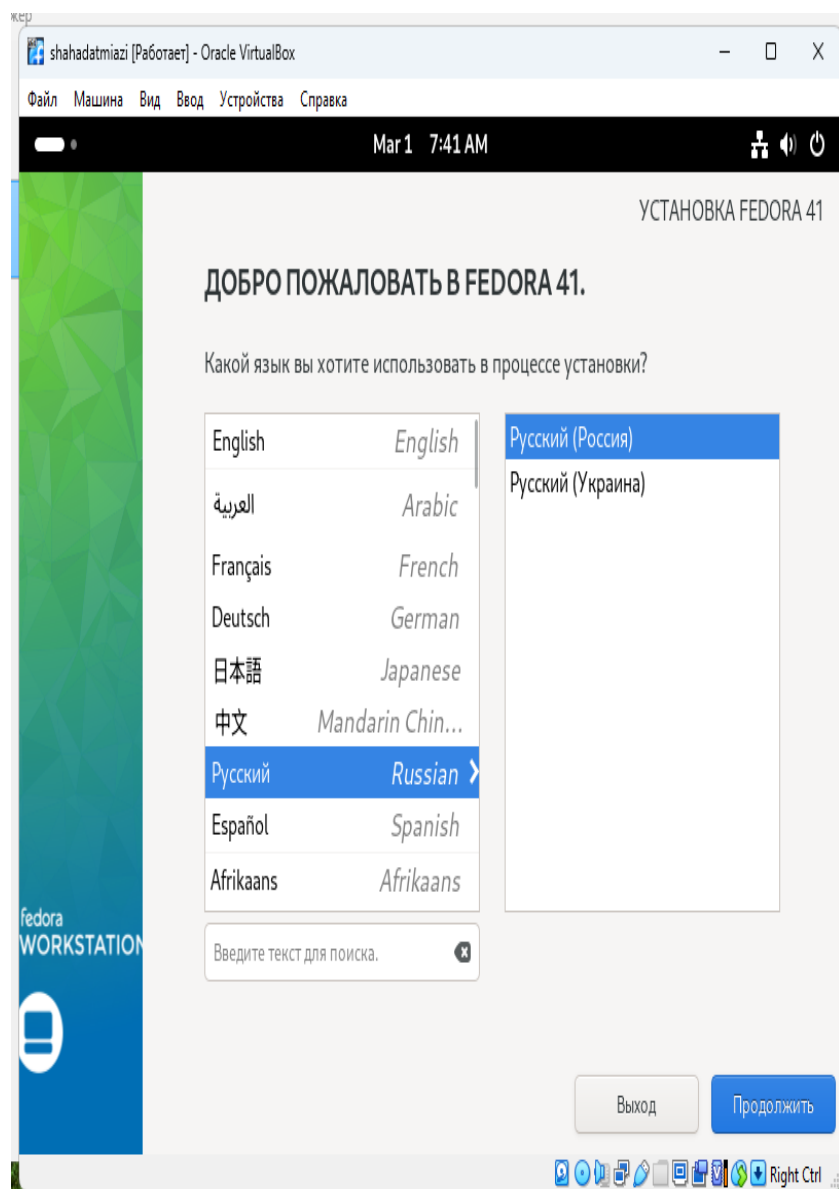 жер
shahadatmiazi [Работает] - Oracle VirtualBox
Файл Машина Вид Ввод Устройства Справка
Mar 1 7:41 AM
УСТАНОВКА FEDORA 41
ДОБРО ПОЖАЛОВАТЬ В FEDORA 41.
Какой язык вы хотите использовать в процессе установки?
English English
العربية Arabic
Français French
Deutsch German
日本語 Japanese
中文 Mandarin Chin...
Русский Russian
Español Spanish
Afrikaans Afrikaans
Русский (Россия)
Русский (Украина)
Введите текст для поиска.
fedora
WORKSTATION
Выход Продолжить
Right Ctrl